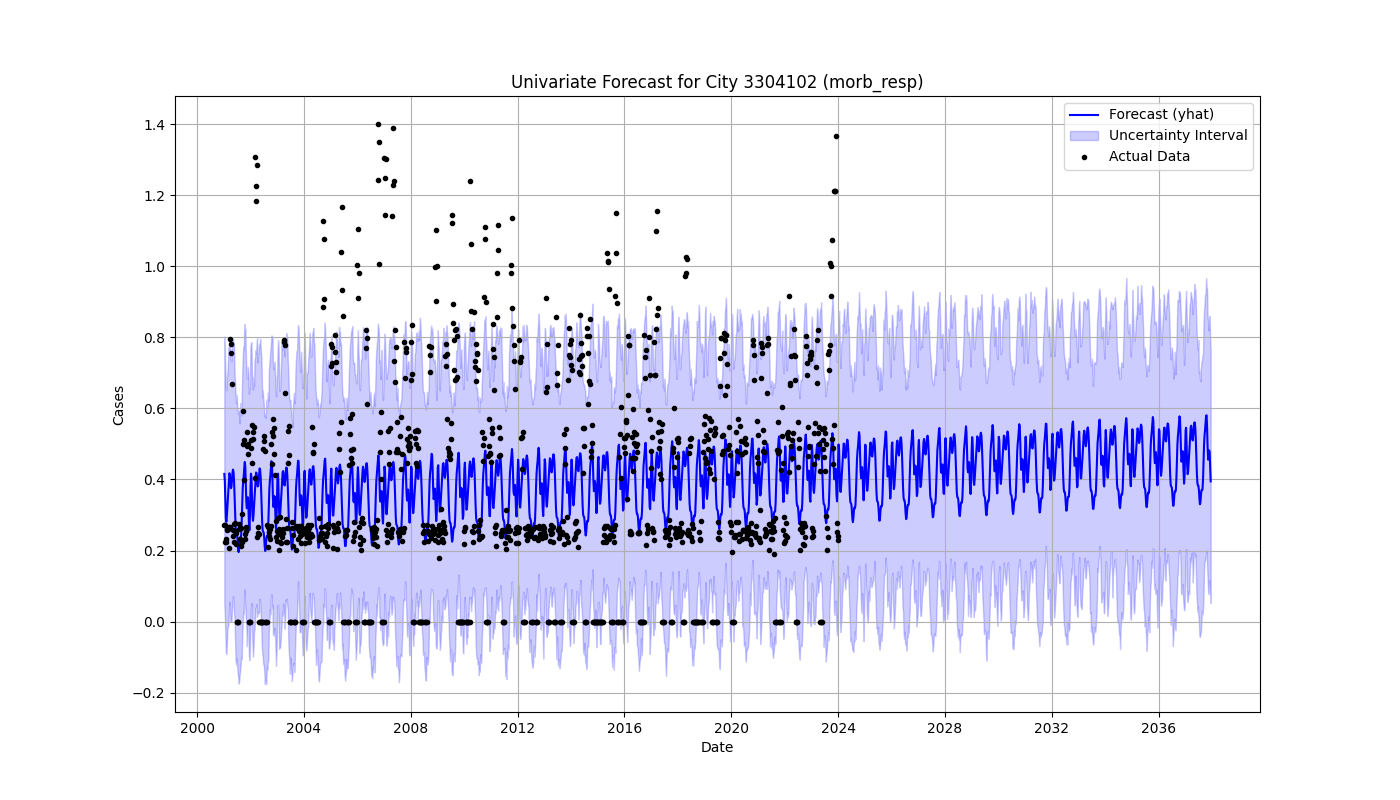 Univariate Forecast for City 3304102 (morb_resp)
Forecast (yhat)
Uncertainty Interval
Actual Data
Cases
1.4
1.2
1.0
0.8
0.6
0.4
0.2
0.0
−0.2
2000 2004 2008 2012 2016 2020 2024 2028 2032 2036
Date